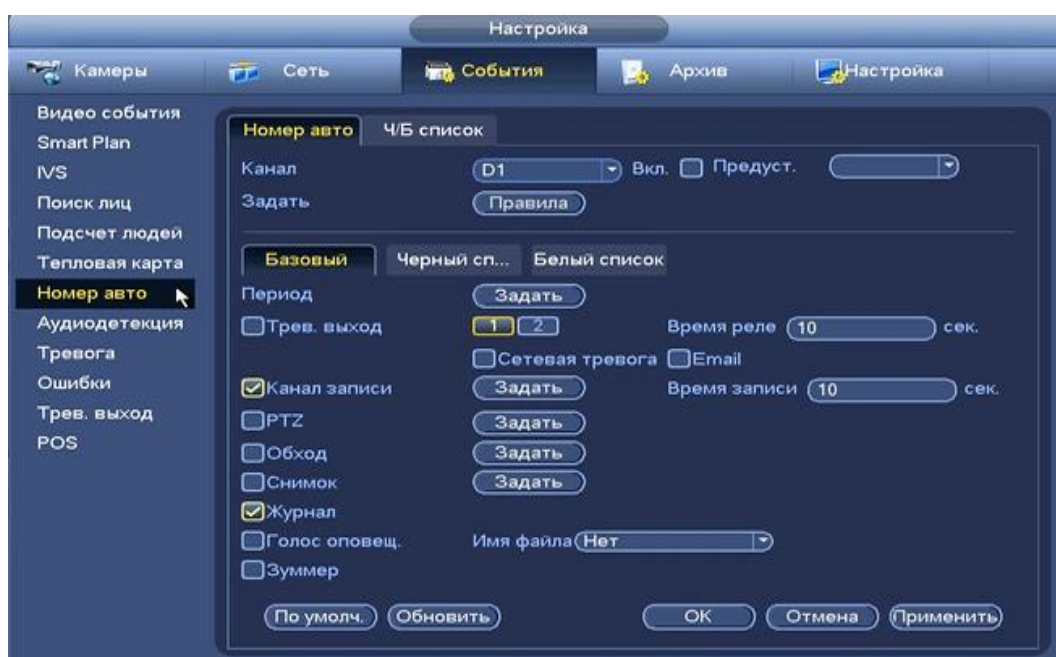 Настройка
Камеры Сеть События Архив Настройка
Видео события
Smart Plan
IVS
Поиск лиц
Подсчет людей
Тепловая карта
Номер авто
Аудиодетекция
Тревога
Ошибки
Трев. выход
POS
Номер авто Ч/Б список
Канал D1 Вкл. Предуст.
Задать Правила
Базовый Черный сп... Белый список
Период Задать
Трев. выход 1 2 Время реле 10 сек.
Сетевая тревога Email
Канал записи Задать Время записи 10 сек.
PTZ Задать
Обход Задать
Снимок Задать
Журнал
Голос оповещ. Имя файла Нет
Зуммер
По умолч. Обновить OK Отмена Применить